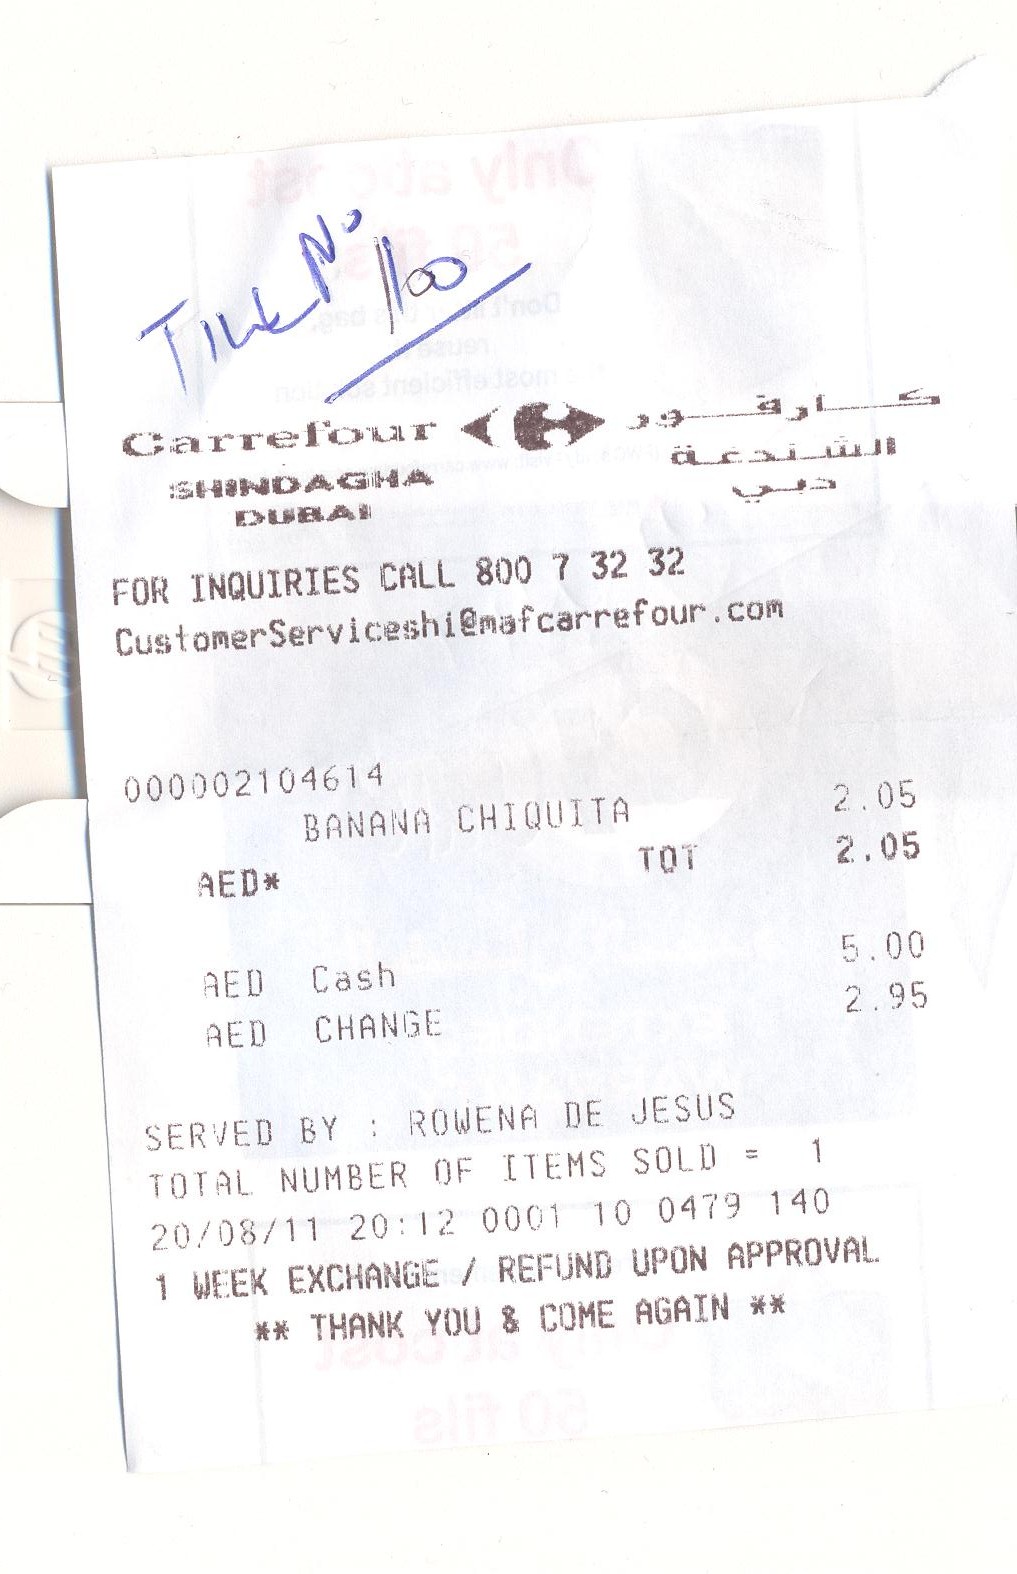 No 1100
Carrefour كارفور
SHINDAGHA الشندغة
DUBAI دبي
FOR INQUIRIES CALL 800 7 32 32
CustomerServiceshi@mafcarrefour.com
000002104614
BANANA CHIQUITA 2.05
AED* TOT 2.05
AED Cash 5.00
AED CHANGE 2.95
SERVED BY : ROWENA DE JESUS
TOTAL NUMBER OF ITEMS SOLD = 1
20/08/11 20:12 0001 10 0479 140
1 WEEK EXCHANGE / REFUND UPON APPROVAL
** THANK YOU & COME AGAIN **